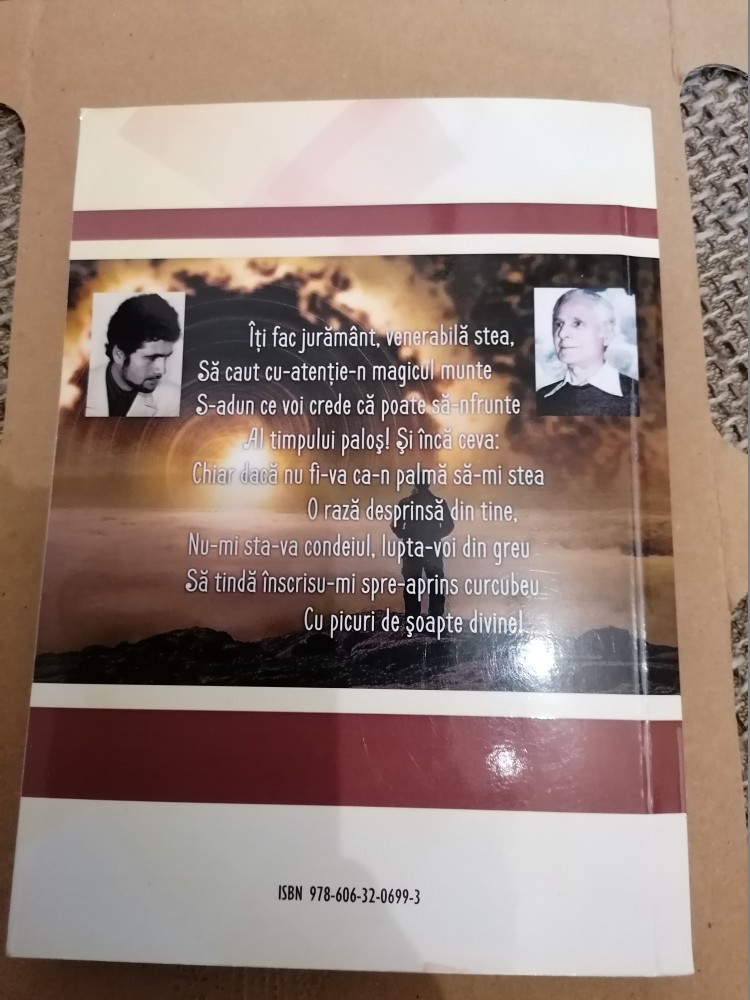 Îți fac jurământ, venerabilă stea,
Să caut cu-atenție-n magicul munte
S-adun ce voi crede că poate să-nfrunte
Al timpului paloș! Și încă ceva:
Chiar dacă nu fi-va ca-n palmă să-mi stea
O rază desprinsă din tine,
Nu-mi sta-va condeiul, lupta-voi din greu
Să tindă înscrisu-mi spre-aprins curcubeu
Cu picuri de șoapte divine!
ISBN 978-606-32-0699-3